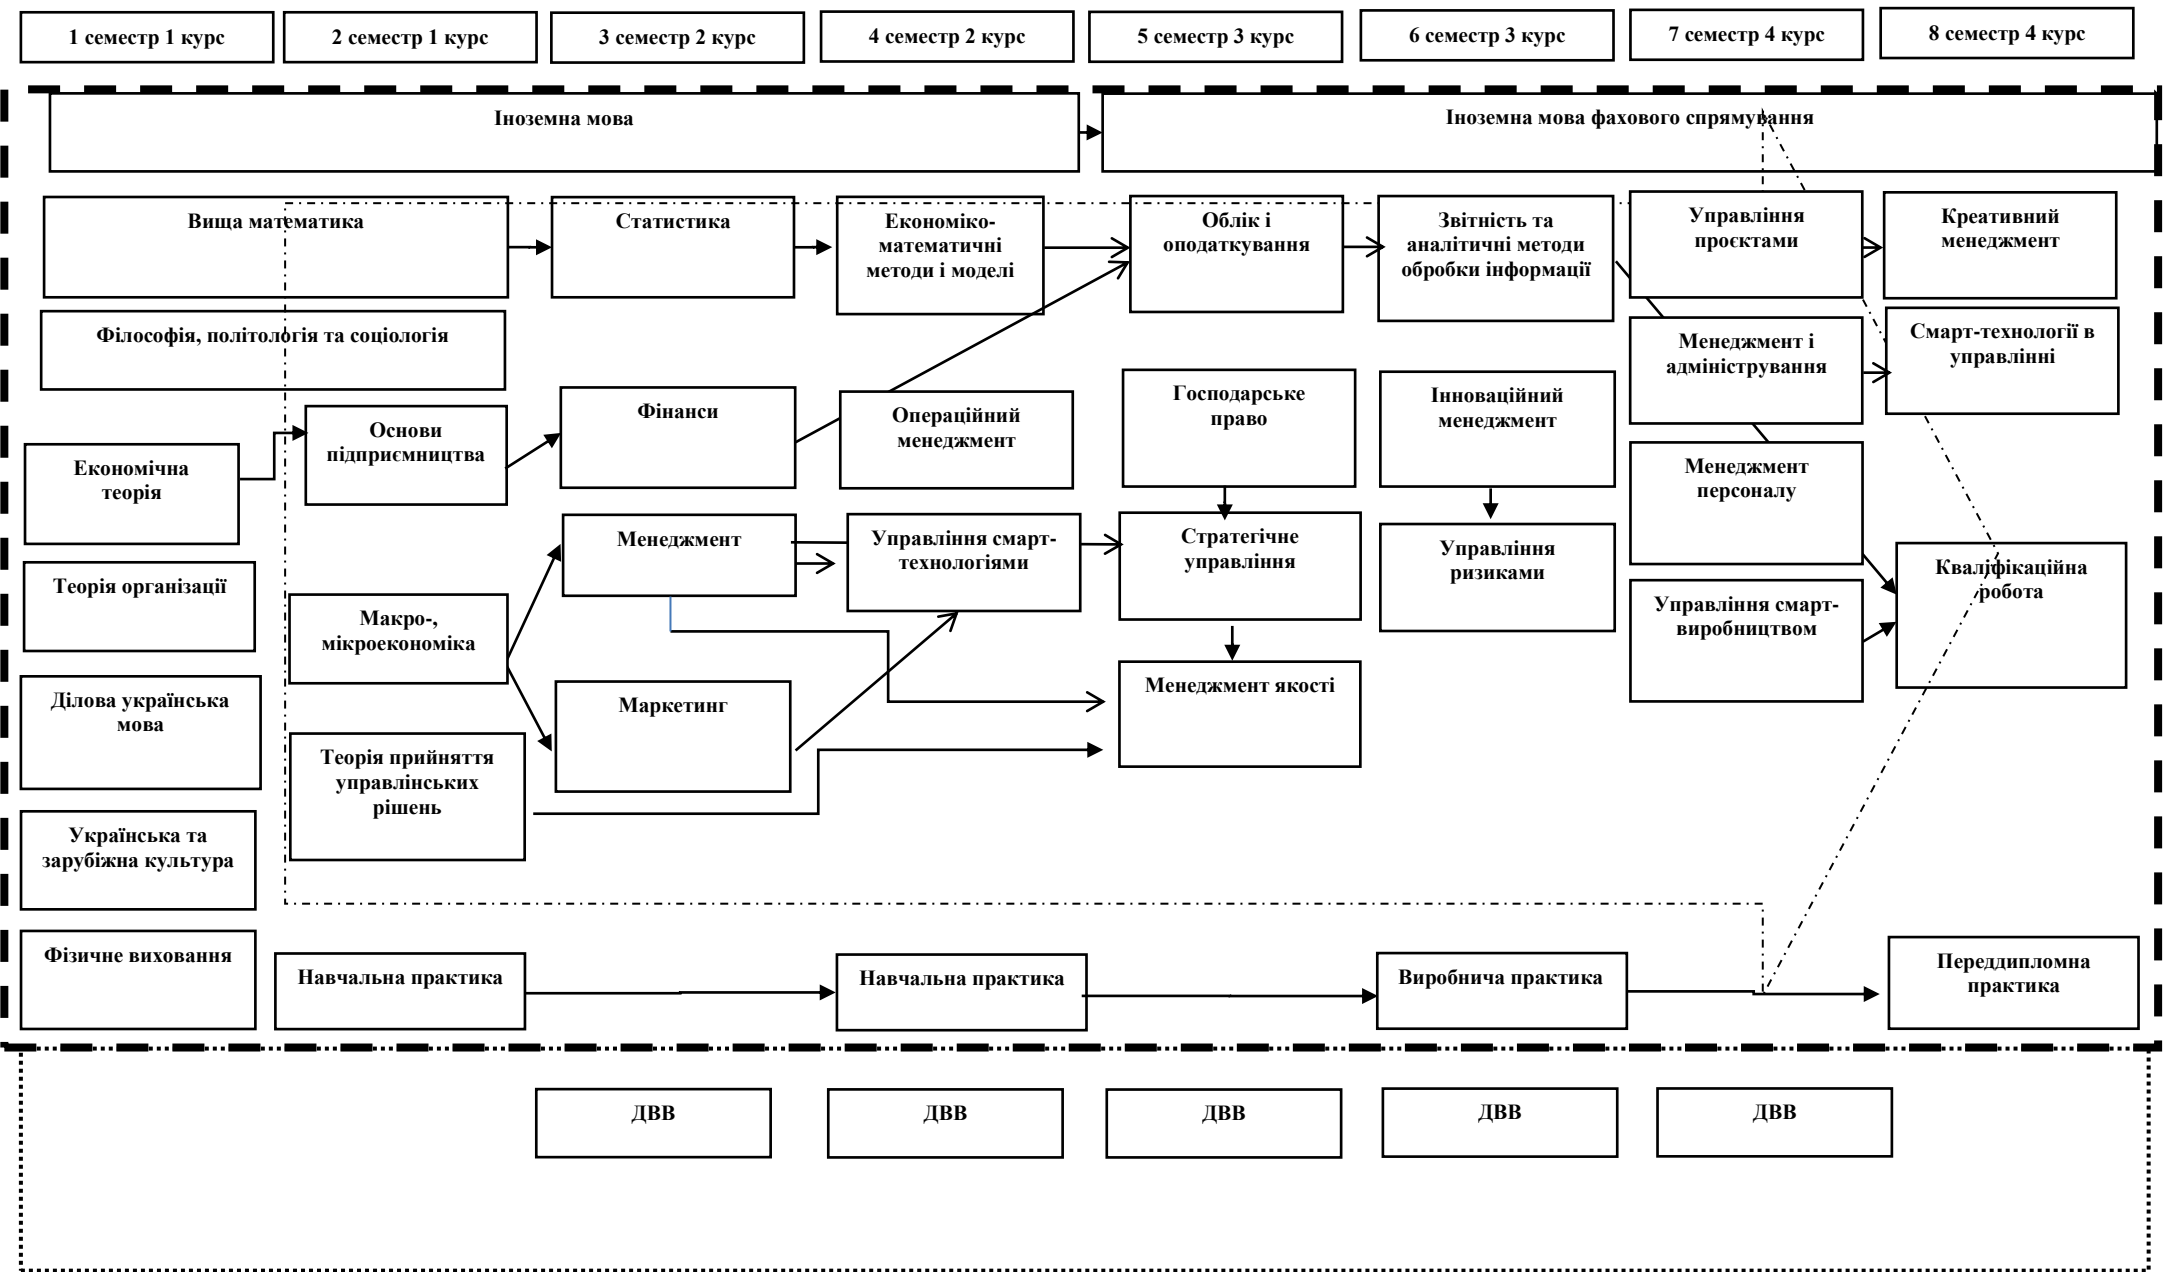 1 семестр 1 курс
2 семестр 1 курс
3 семестр 2 курс
4 семестр 2 курс
5 семестр 3 курс
6 семестр 3 курс
7 семестр 4 курс
8 семестр 4 курс
Іноземна мова
Іноземна мова фахового спрямування
Вища математика
Статистика
Економіко-
математичні
методи і моделі
Облік і
оподаткування
Звітність та
аналітичні методи
обробки інформації
Управління
проєктами
Креативний
менеджмент
Філософія, політологія та соціологія
Менеджмент і
адміністрування
Смарт-технології в
управлінні
Економічна
теорія
Основи
підприємництва
Фінанси
Операційний
менеджмент
Господарське
право
Інноваційний
менеджмент
Менеджмент
персоналу
Теорія організації
Менеджмент
Управління смарт-
технологіями
Стратегічне
управління
Управління
ризиками
Управління смарт-
виробництвом
Кваліфікаційна
робота
Макро-,
мікроекономіка
Ділова українська
мова
Маркетинг
Менеджмент якості
Теорія прийняття
управлінських
рішень
Українська та
зарубіжна культура
Фізичне виховання
Навчальна практика
Навчальна практика
Виробнича практика
Переддипломна
практика
ДВВ
ДВВ
ДВВ
ДВВ
ДВВ